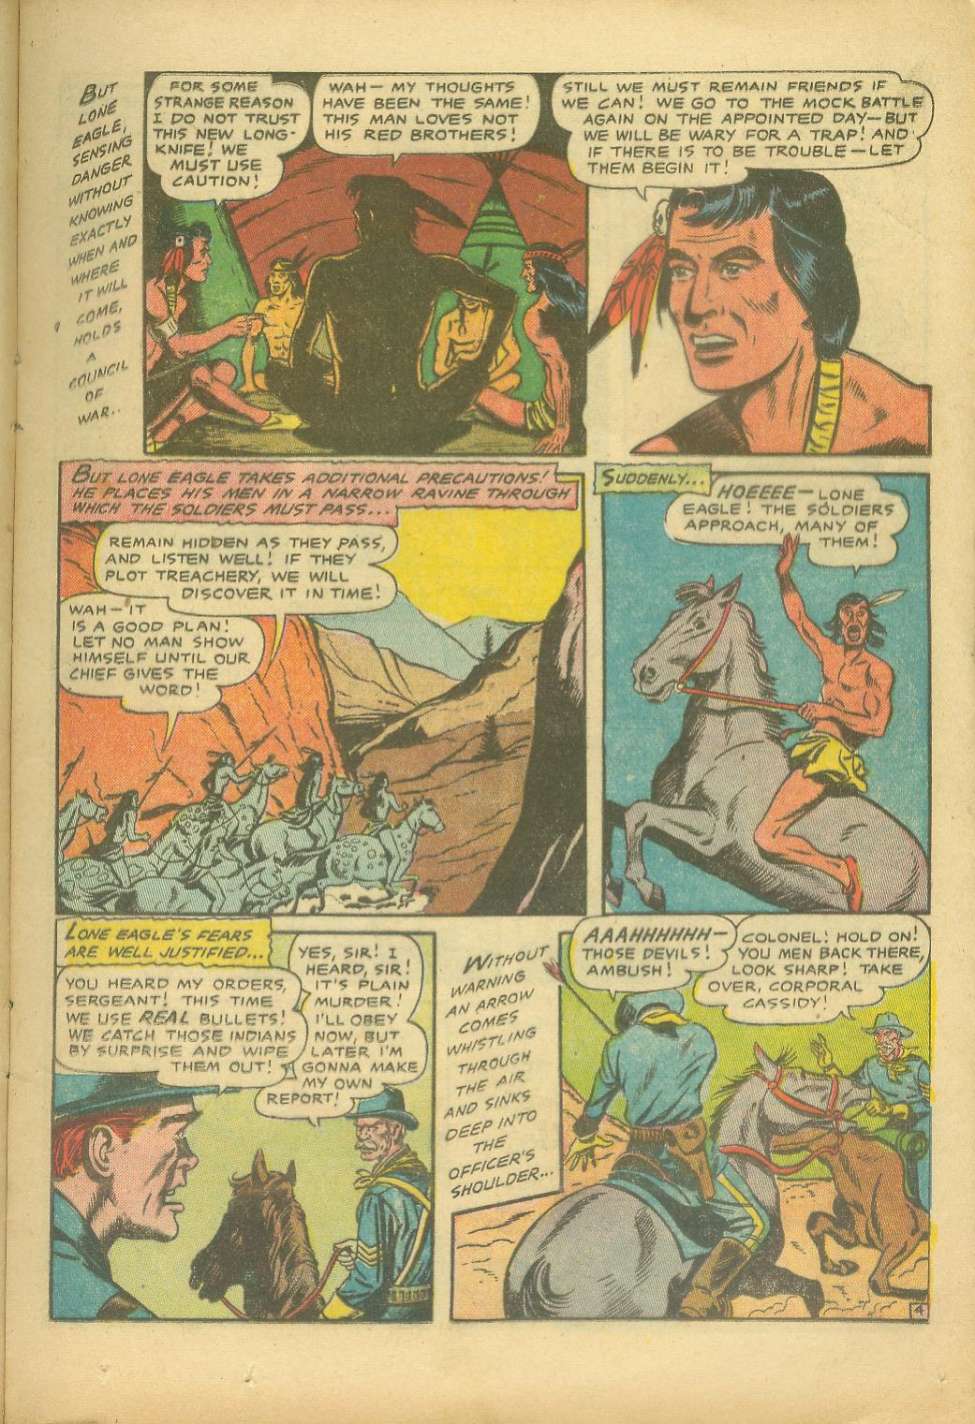 BUT
LONE
EAGLE,
SENSING
DANGER
WITHOUT
KNOWING
EXACTLY
WHEN AND
WHERE
IT WILL
COME,
HOLDS
A
COUNCIL
OF
WAR..
FOR SOME
STRANGE REASON
I DO NOT TRUST
THIS NEW LONG-
KNIFE! WE
MUST USE
CAUTION!
WAH- MY THOUGHTS
HAVE BEEN THE SAME!
THIS MAN LOVES NOT
HIS RED BROTHERS!
STILL WE MUST REMAIN FRIENDS IF
WE CAN! WE GO TO THE MOCK BATTLE
AGAIN ON THE APPOINTED DAY--BUT
WE WILL BE WARY FOR A TRAP! AND
IF THERE IS TO BE TROUBLE--LET
THEM BEGIN IT!
BUT LONE EAGLE TAKES ADDITIONAL PRECAUTIONS!
HE PLACES HIS MEN IN A NARROW RAVINE THROUGH
WHICH THE SOLDIERS MUST PASS...
REMAIN HIDDEN AS THEY PASS,
AND LISTEN WELL! IF THEY
PLOT TREACHERY, WE WILL
DISCOVER IT IN TIME!
WAH-IT
IS A GOOD PLAN!
LET NO MAN SHOW
HIMSELF UNTIL OUR
CHIEF GIVES THE
WORD!
SUDDENLY...
HOEEEE-LONE
EAGLE! THE SOLDIERS
APPROACH, MANY OF
THEM!
LONE EAGLE'S FEARS
ARE WELL JUSTIFIED...
YOU HEARD MY ORDERS,
SERGEANT! THIS TIME
WE USE REAL BULLETS!
WE CATCH THOSE INDIANS
BY SURPRISE AND WIPE
THEM OUT!
YES, SIR! I
HEARD, SIR!
IT'S PLAIN
MURDER!
I'LL OBEY
NOW, BUT
LATER I'M
GONNA MAKE
MY OWN
REPORT!
WITHOUT
WARNING
AN ARROW
COMES
WHISTLING
THROUGH
THE AIR
AND SINKS
DEEP INTO
THE
OFFICER'S
SHOULDER...
AAAHHHHHH-
THOSE DEVILS!
AMBUSH!
COLONEL! HOLD ON!
YOU MEN BACK THERE,
LOOK SHARP! TAKE
OVER, CORPORAL
CASSIDY!
4